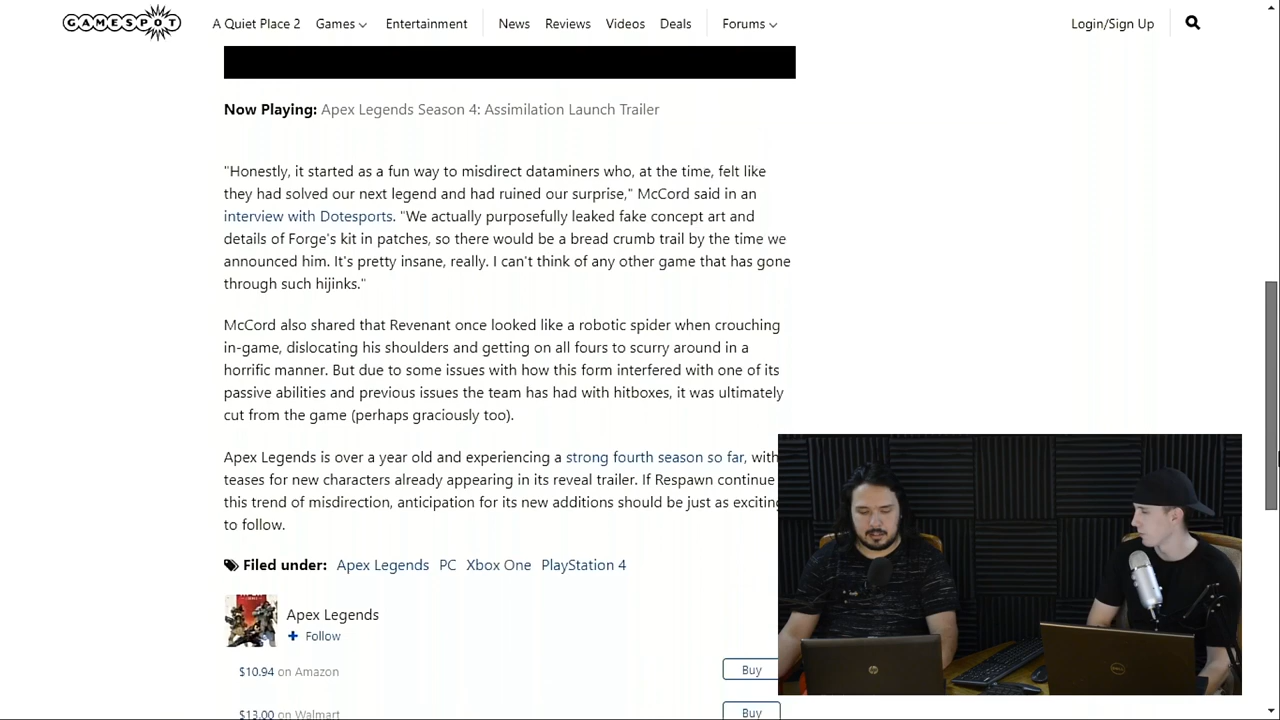 GAMESPOT
A Quiet Place 2 Games Entertainment News Reviews Videos Deals Forums Login/Sign Up
Now Playing: Apex Legends Season 4: Assimilation Launch Trailer
"Honestly, it started as a fun way to misdirect dataminers who, at the time, felt like
they had solved our next legend and had ruined our surprise," McCord said in an
interview with Dotesports. "We actually purposefully leaked fake concept art and
details of Forge's kit in patches, so there would be a bread crumb trail by the time we
announced him. It's pretty insane, really. I can't think of any other game that has gone
through such hijinks."
McCord also shared that Revenant once looked like a robotic spider when crouching
in-game, dislocating his shoulders and getting on all fours to scurry around in a
horrific manner. But due to some issues with how this form interfered with one of its
passive abilities and previous issues the team has had with hitboxes, it was ultimately
cut from the game (perhaps graciously too).
Apex Legends is over a year old and experiencing a strong fourth season so far, with
teases for new characters already appearing in its reveal trailer. If Respawn continue
this trend of misdirection, anticipation for its new additions should be just as exciting
to follow.
Filed under: Apex Legends PC Xbox One PlayStation 4
Apex Legends
+ Follow
$10.94 on Amazon Buy
$13.00 on Walmart Buy